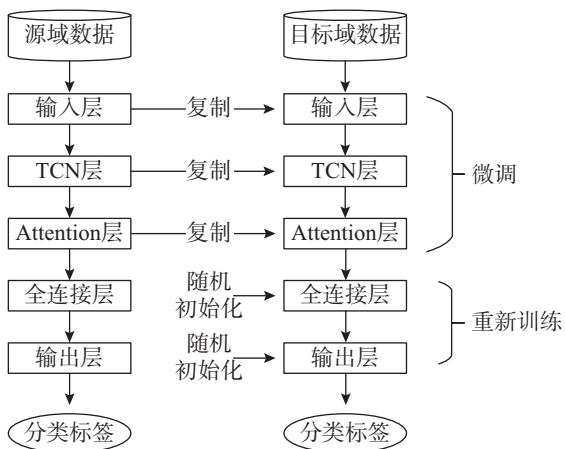 源域数据
目标域数据
输入层
复制
输入层
TCN层
复制
TCN层
微调
Attention层
复制
Attention层
全连接层
随机
初始化
全连接层
重新训练
输出层
随机
初始化
输出层
分类标签
分类标签